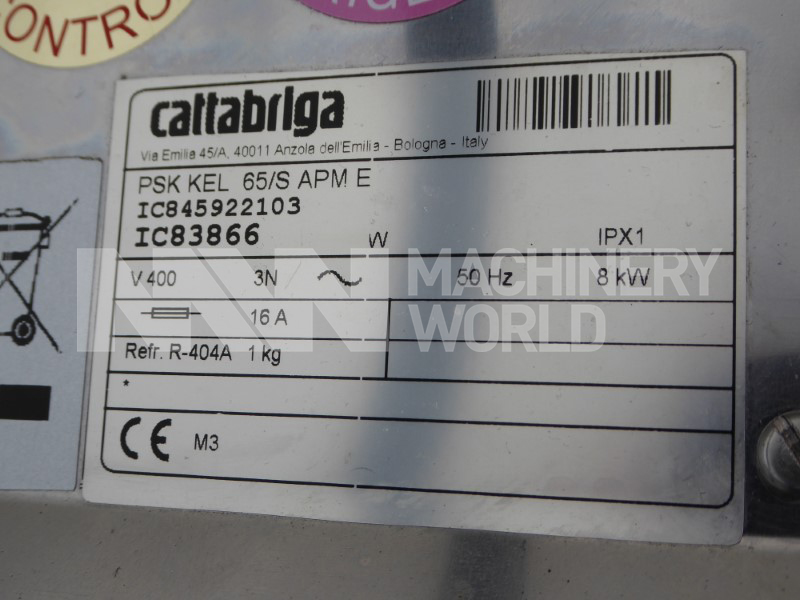 CONTRO
cattabriga
Via Emilia 45/A, 40011 Anzola dell'Emilia - Bologna - Italy
PSK KEL 65/S APM E
IC845922103
IC83866 W IPX1
V 400 3N 50 Hz 8 kW
16 A
Refr. R-404A 1 kg
*
CE M3
MACHINERY
WORLD